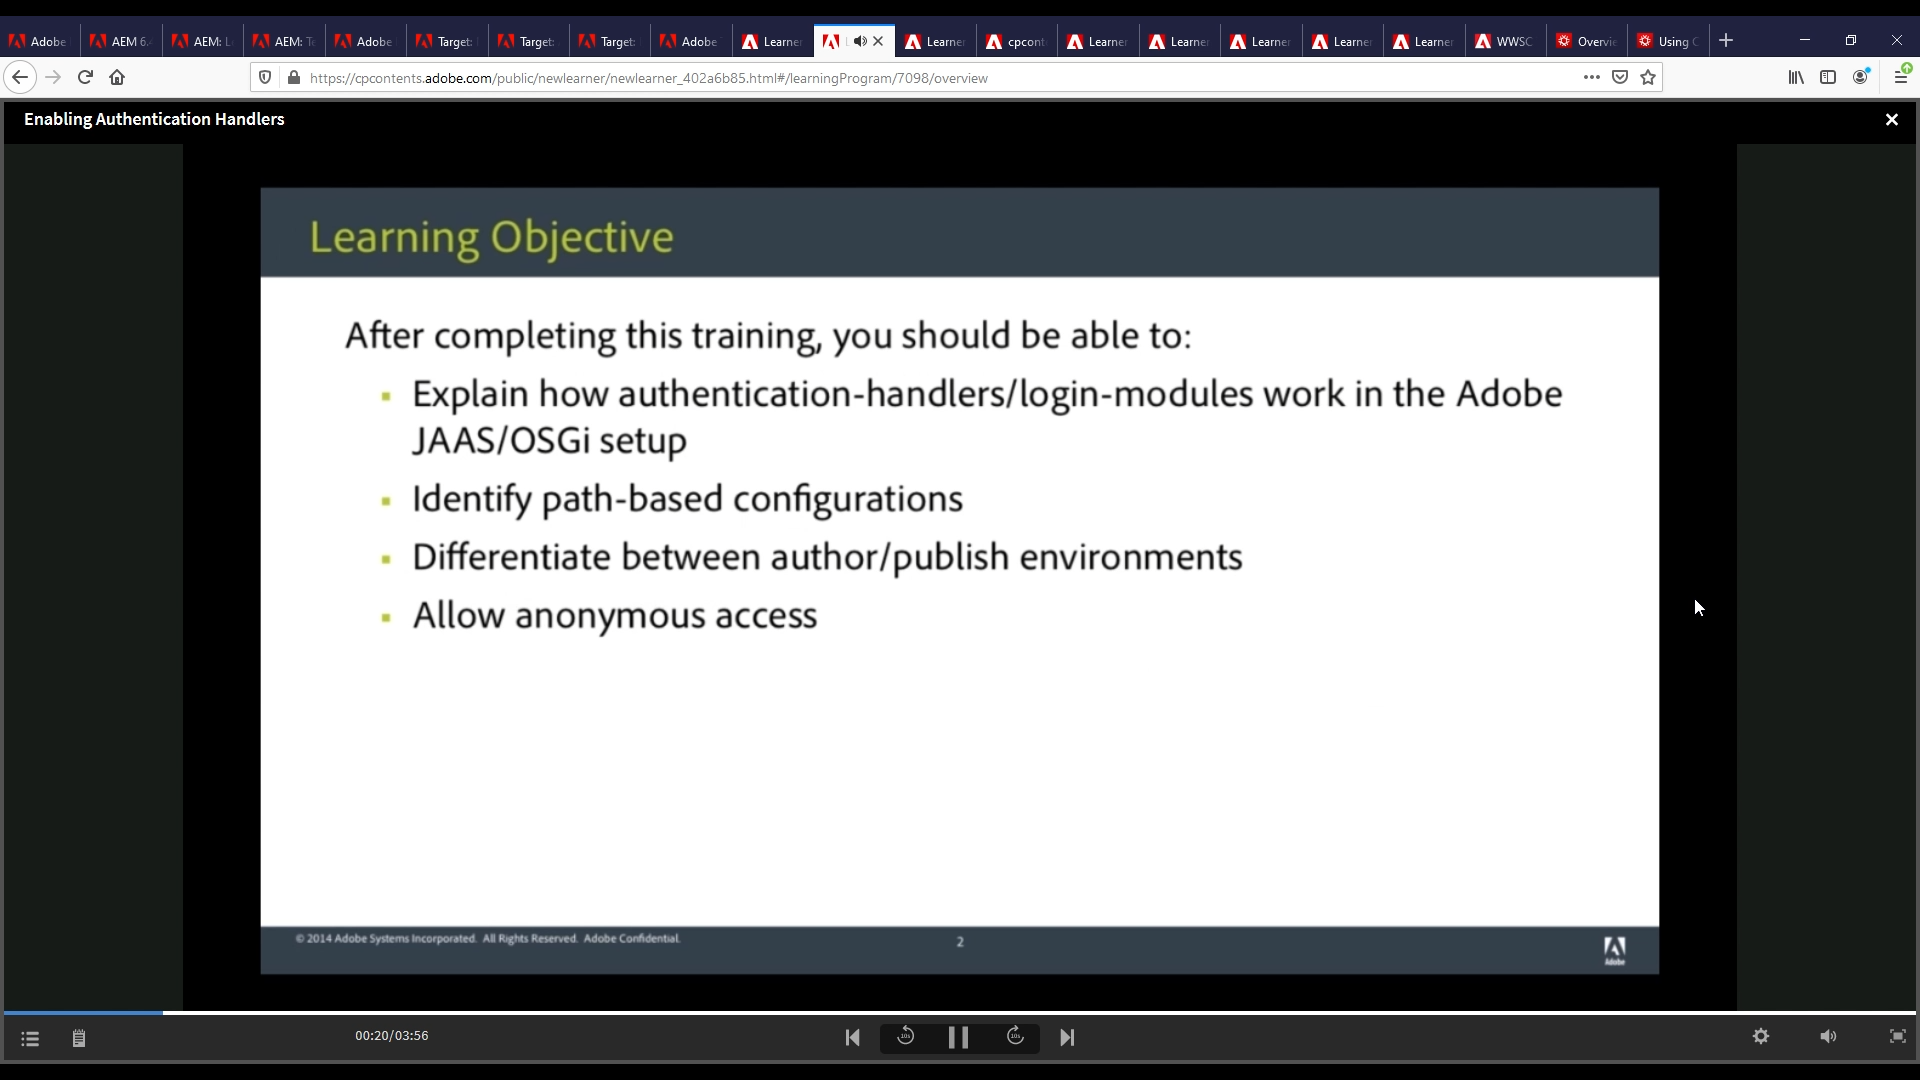 Adobe
AEM 6.
AEM: L
AEM: Te
Adobe
Target:
Target:
Target:
Adobe
Learner
Learner
cpcont
Learner
Learner
Learner
Learner
Learner
WWSC
Overvie
Using C
https://cpcontents.adobe.com/public/newlearner/newlearner_402a6b85.html#/learningProgram/7098/overview
Enabling Authentication Handlers
Learning Objective
After completing this training, you should be able to:
Explain how authentication-handlers/login-modules work in the Adobe
JAAS/OSGi setup
Identify path-based configurations
Differentiate between author/publish environments
Allow anonymous access
© 2014 Adobe Systems Incorporated. All Rights Reserved. Adobe Confidential.
2
Adobe
00:20/03:56
10s
10s